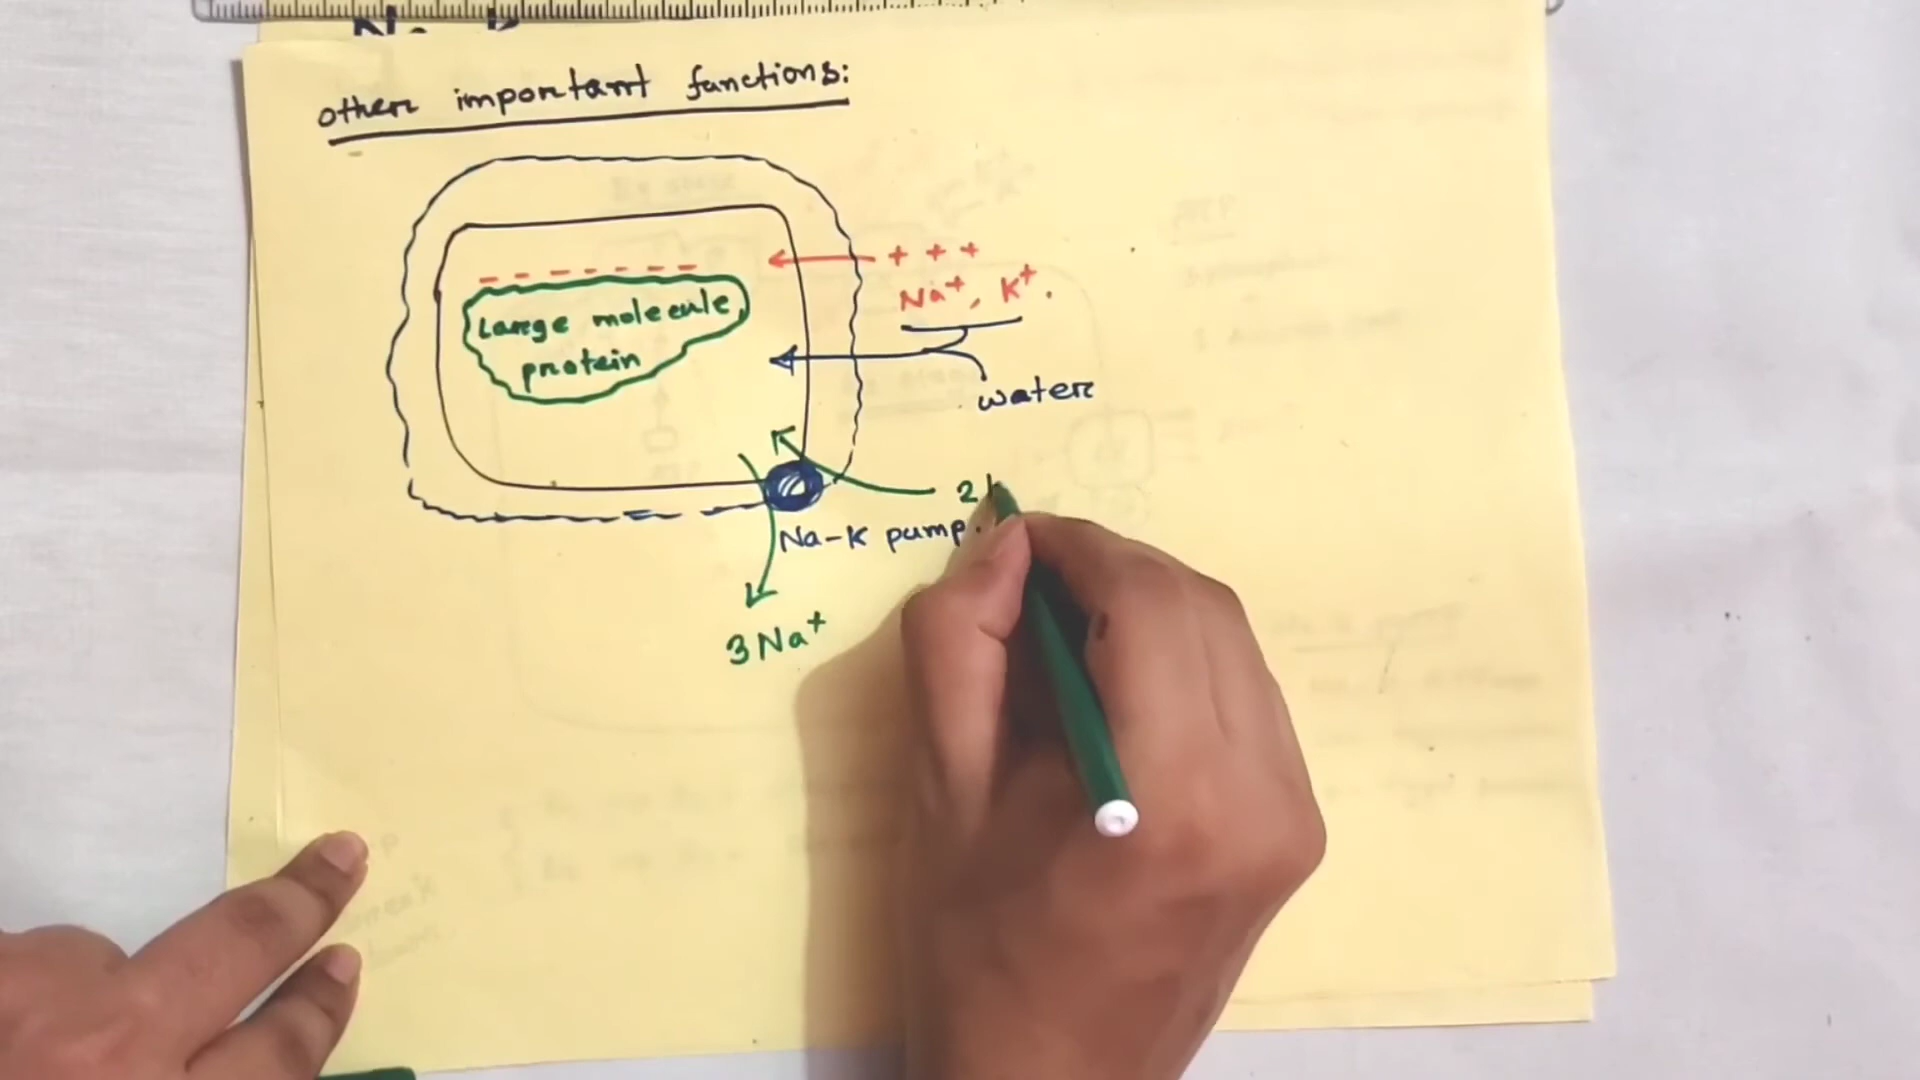 other important functions:
- - - - - - -
+ + +
Na⁺, K⁺.
Large molecule,
protein
water
2
Na-K pump.
3Na⁺